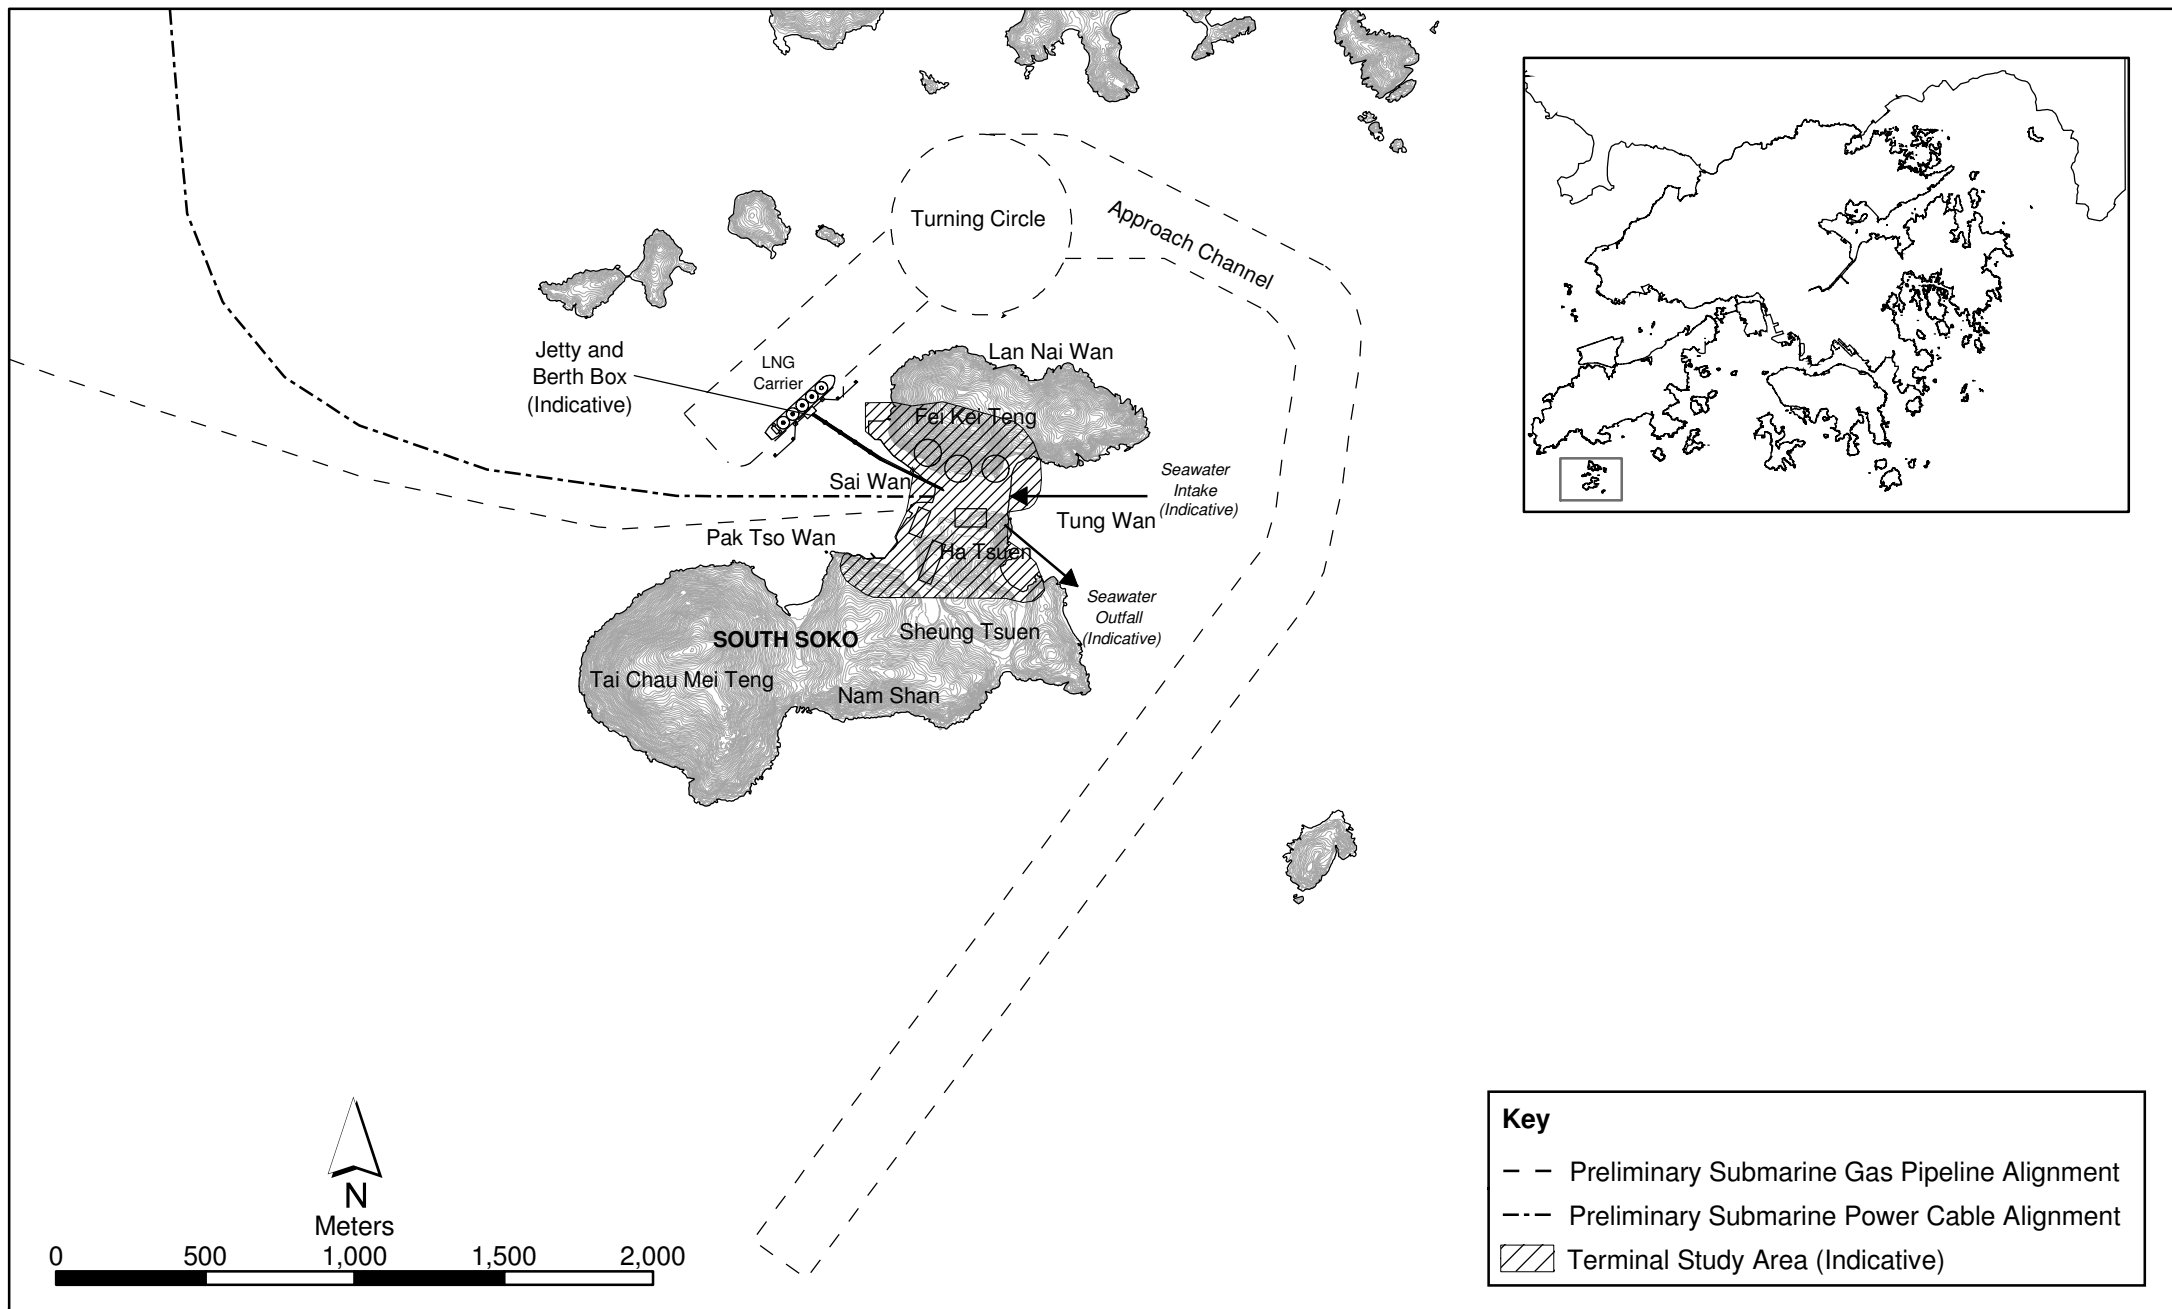 Turning Circle
Approach Channel
Jetty and
Berth Box
(Indicative)
LNG
Carrier
Lan Nai Wan
Fei Kei Teng
Sai Wan
Seawater
Intake
(Indicative)
Tung Wan
Pak Tso Wan
Ha Tsuen
Seawater
Outfall
(Indicative)
SOUTH SOKO
Sheung Tsuen
Tai Chau Mei Teng
Nam Shan
N
Meters
0 500 1,000 1,500 2,000
Key
Preliminary Submarine Gas Pipeline Alignment
Preliminary Submarine Power Cable Alignment
Terminal Study Area (Indicative)